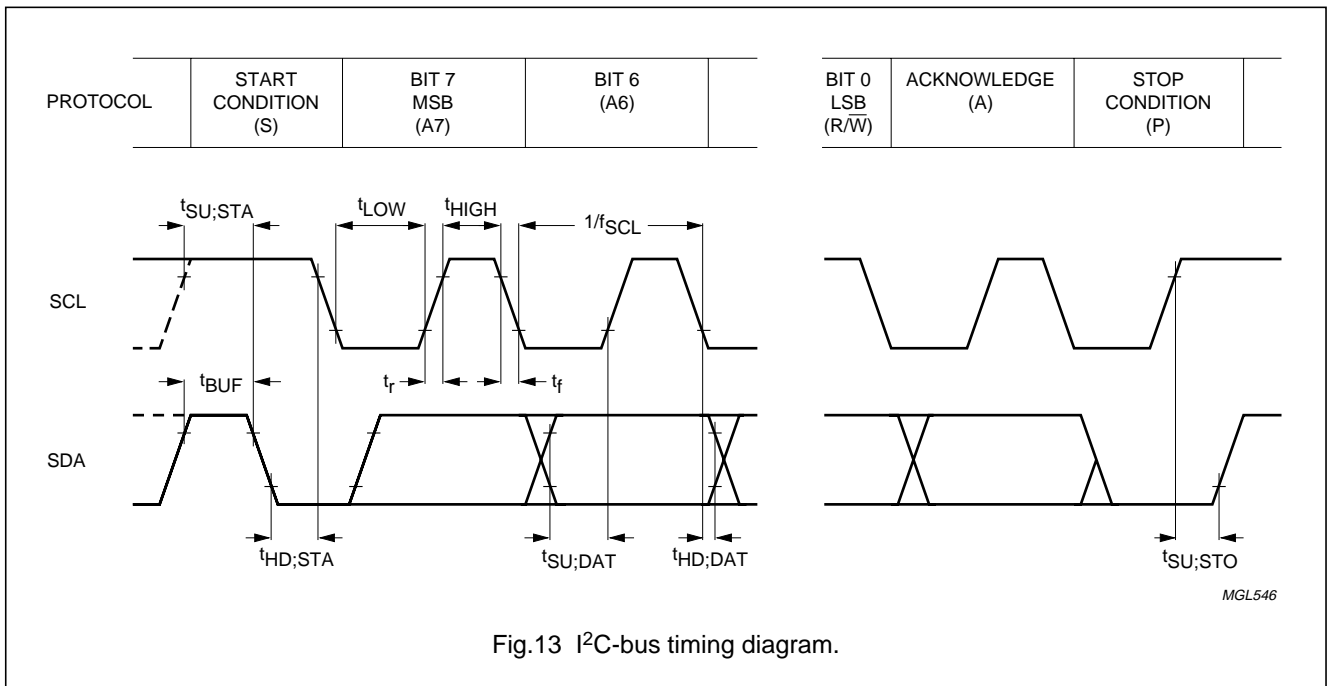 PROTOCOL
START
CONDITION
(S)
BIT 7
MSB
(A7)
BIT 6
(A6)
BIT 0
LSB
(R/W̅)
ACKNOWLEDGE
(A)
STOP
CONDITION
(P)
tSU;STA
tLOW
tHIGH
1/fSCL
SCL
tBUF
tr
tf
SDA
tHD;STA
tSU;DAT
tHD;DAT
tSU;STO
MGL546
Fig.13 I²C-bus timing diagram.